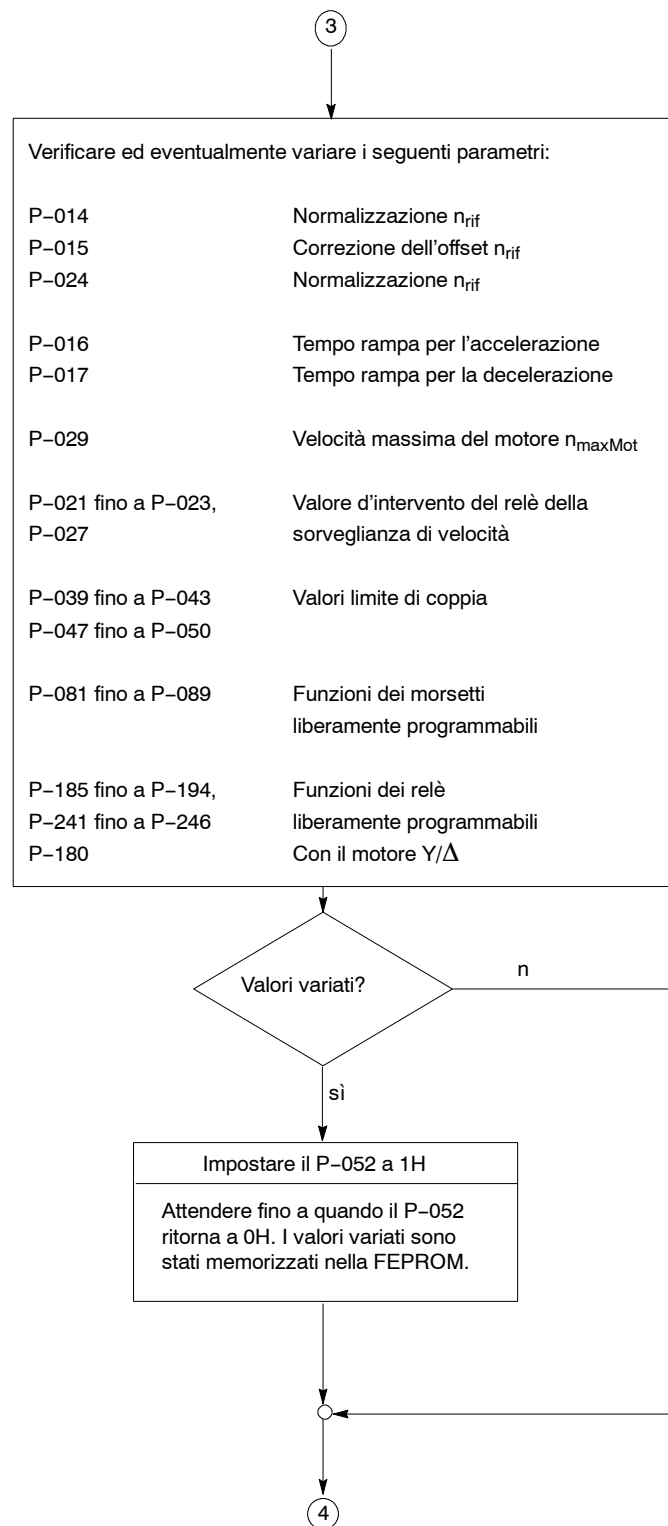 3
Verificare ed eventualmente variare i seguenti parametri:
P–014 Normalizzazione nrif
P–015 Correzione dell'offset nrif
P–024 Normalizzazione nrif
P–016 Tempo rampa per l'accelerazione
P–017 Tempo rampa per la decelerazione
P–029 Velocità massima del motore nmaxMot
P–021 fino a P–023, Valore d'intervento del relè della
P–027 sorveglianza di velocità
P–039 fino a P–043 Valori limite di coppia
P–047 fino a P–050
P–081 fino a P–089 Funzioni dei morsetti
liberamente programmabili
P–185 fino a P–194, Funzioni dei relè
P–241 fino a P–246 liberamente programmabili
P–180 Con il motore Y/Δ
Valori variati?
n
sì
Impostare il P–052 a 1H
Attendere fino a quando il P–052
ritorna a 0H. I valori variati sono
stati memorizzati nella FEPROM.
4